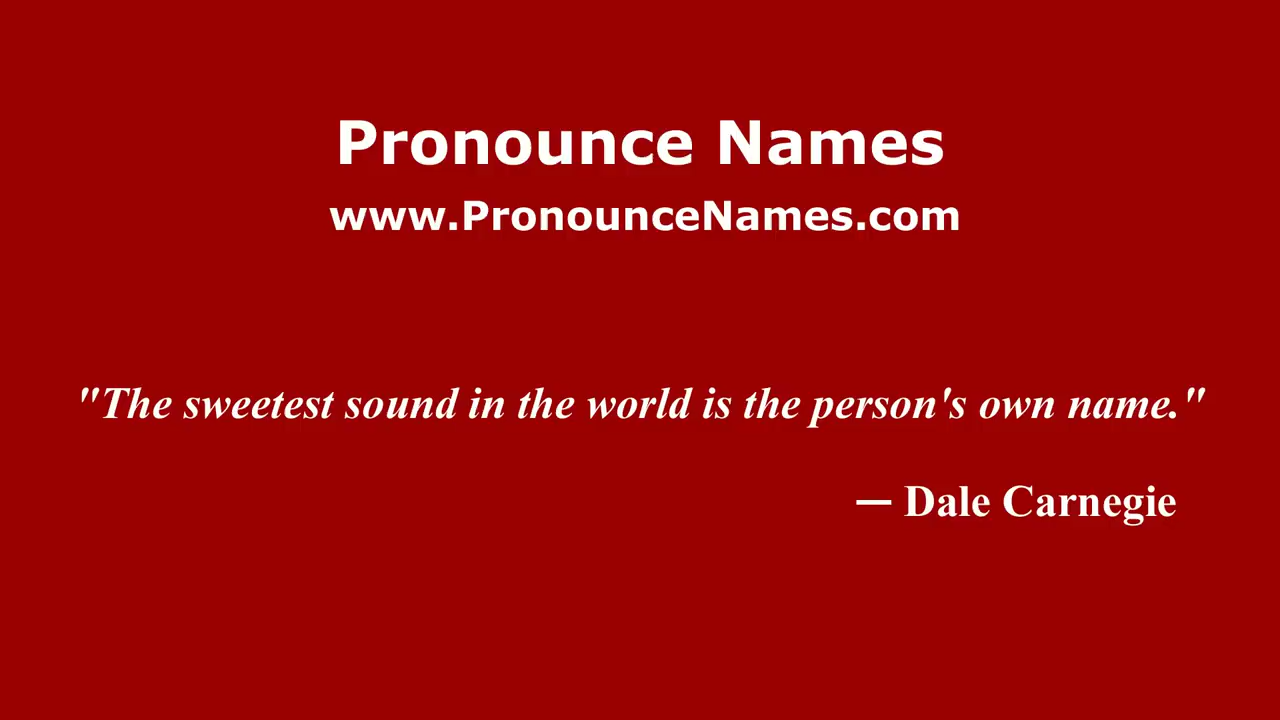 Pronounce Names
www.PronounceNames.com
"The sweetest sound in the world is the person's own name."
— Dale Carnegie